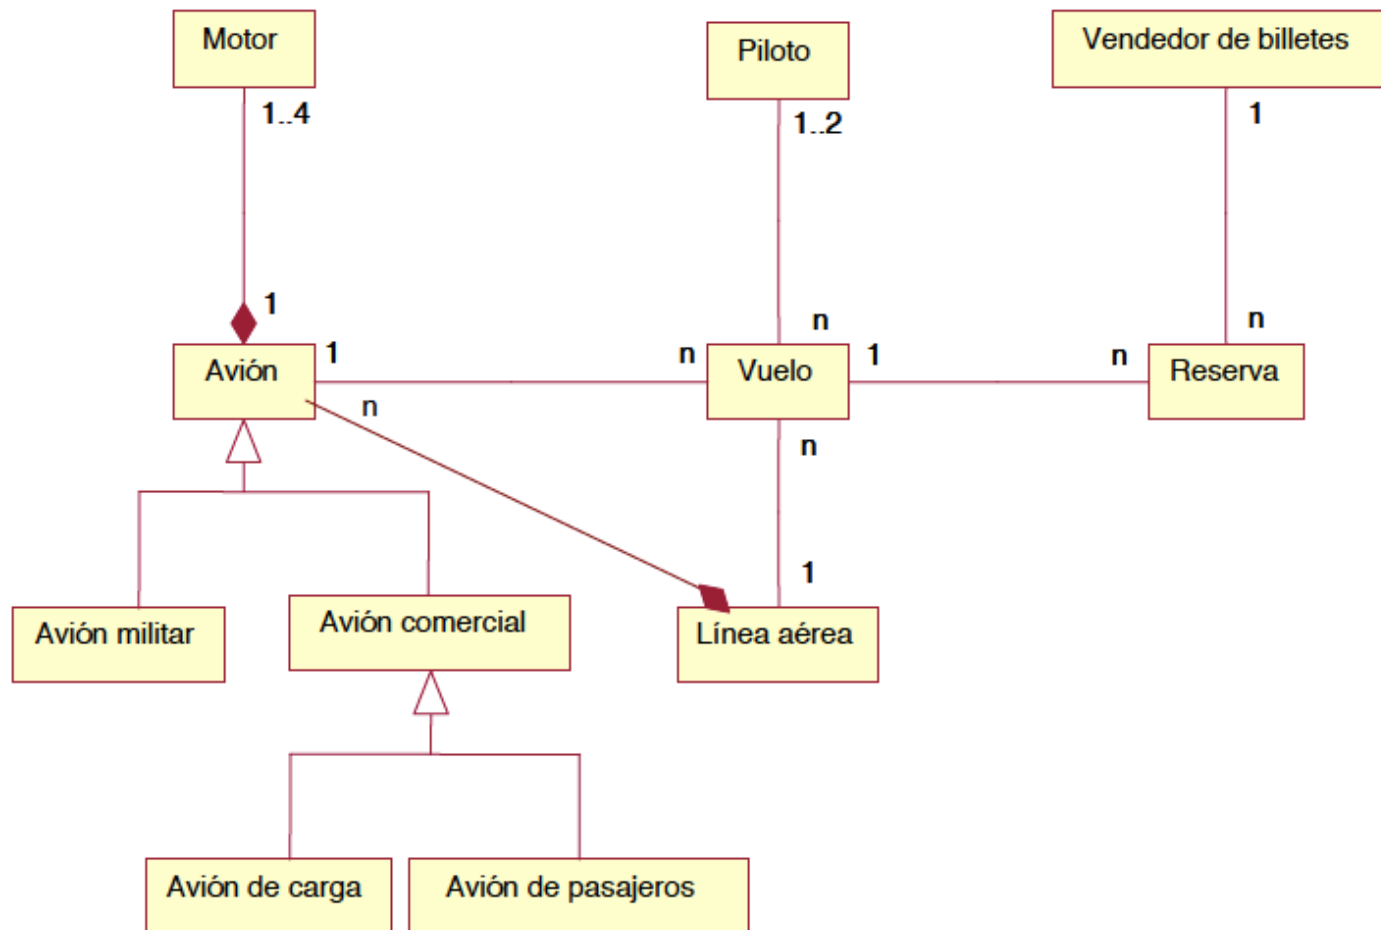 Motor
Piloto
Vendedor de billetes
1..4
1..2
1
1
n
n
Avión
1
n
Vuelo
1
n
Reserva
n
n
1
Avión militar
Avión comercial
Línea aérea
Avión de carga
Avión de pasajeros